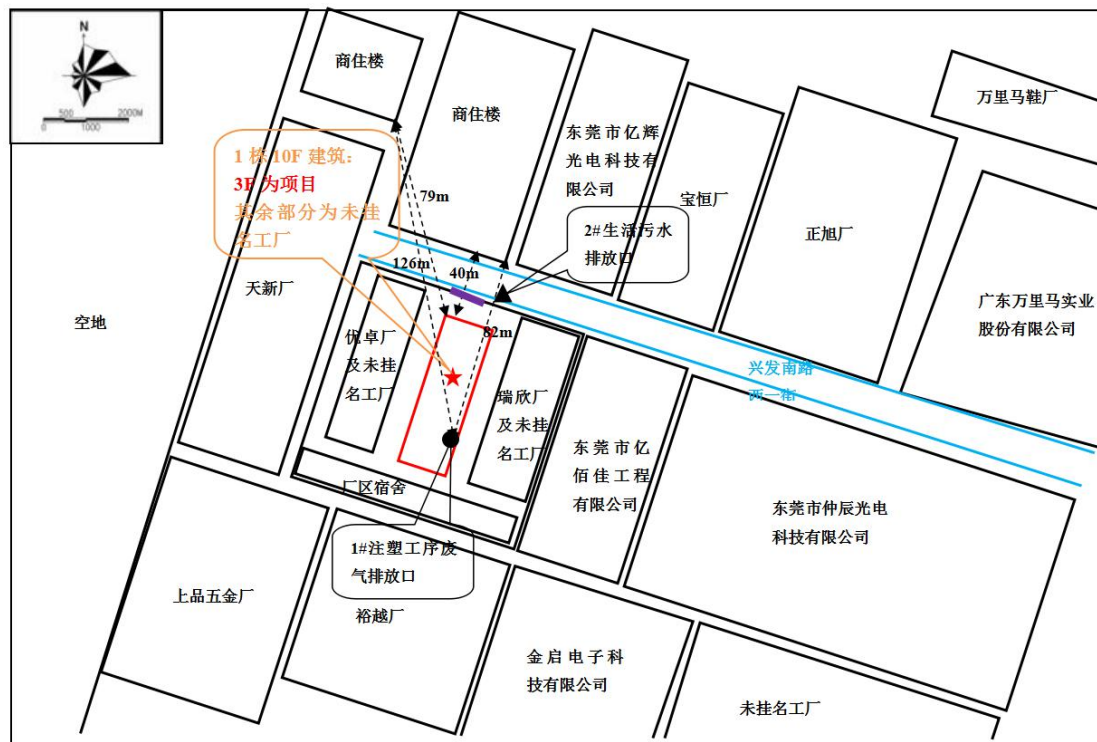 N
500
2000M
0
1000
商住楼
商住楼
东莞市亿辉
光电科技有
限公司
宝恒厂
万里马鞋厂
正旭厂
广东万里马实业
股份有限公司
1 栋 10F 建筑:
3F 为项目
其余部分为未挂
名工厂
79m
126m
40m
82m
2#生活污水
排放口
天新厂
空地
优卓厂
及未挂
名工厂
瑞欣厂
及未挂
名工厂
兴发南路
西一街
厂区宿舍
东莞市亿
佰佳工程
有限公司
东莞市仲辰光电
科技有限公司
1#注塑工序废
气排放口
上品五金厂
裕越厂
金启电子科
技有限公司
未挂名工厂